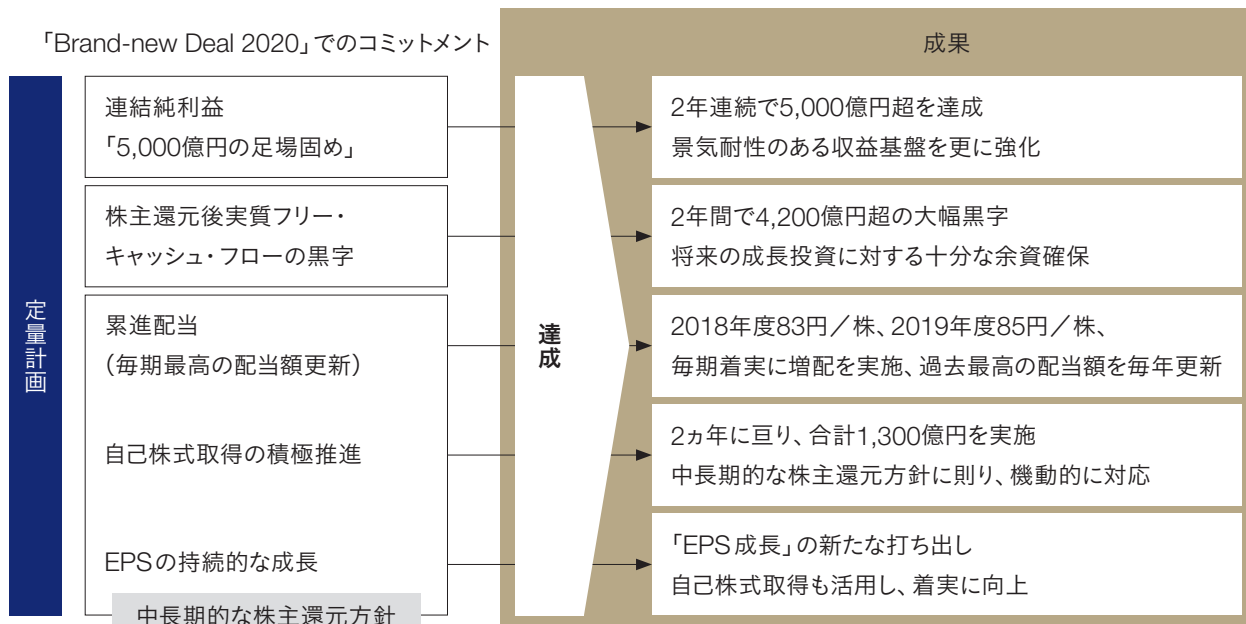 「Brand-new Deal 2020」でのコミットメント
成果
定量計画
連結純利益
「5,000億円の足場固め」
2年連続で5,000億円超を達成
景気耐性のある収益基盤を更に強化
株主還元後実質フリー・
キャッシュ・フローの黒字
2年間で4,200億円超の大幅黒字
将来の成長投資に対する十分な余資確保
達成
累進配当
(毎期最高の配当額更新)
2018年度83円／株、2019年度85円／株、
毎期着実に増配を実施、過去最高の配当額を毎年更新
自己株式取得の積極推進
2ヵ年に亘り、合計1,300億円を実施
中長期的な株主還元方針に則り、機動的に対応
EPSの持続的な成長
「EPS成長」の新たな打ち出し
自己株式取得も活用し、着実に向上
中長期的な株主還元方針